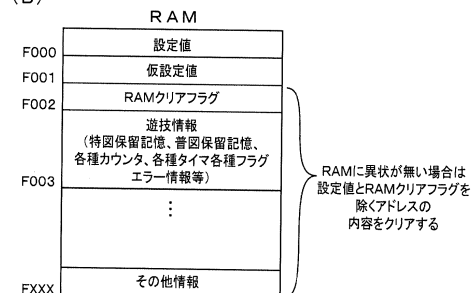 RAM
F000
設定値
F001
仮設定値
F002
RAMクリアフラグ
遊技情報
(特図保留記憶、普図保留記憶、
各種カウンタ、各種タイマ各種フラグ
エラー情報等)
F003
⋮
FXXX
その他情報
RAMに異状が無い場合は
設定値とRAMクリアフラグを
除くアドレスの
内容をクリアする